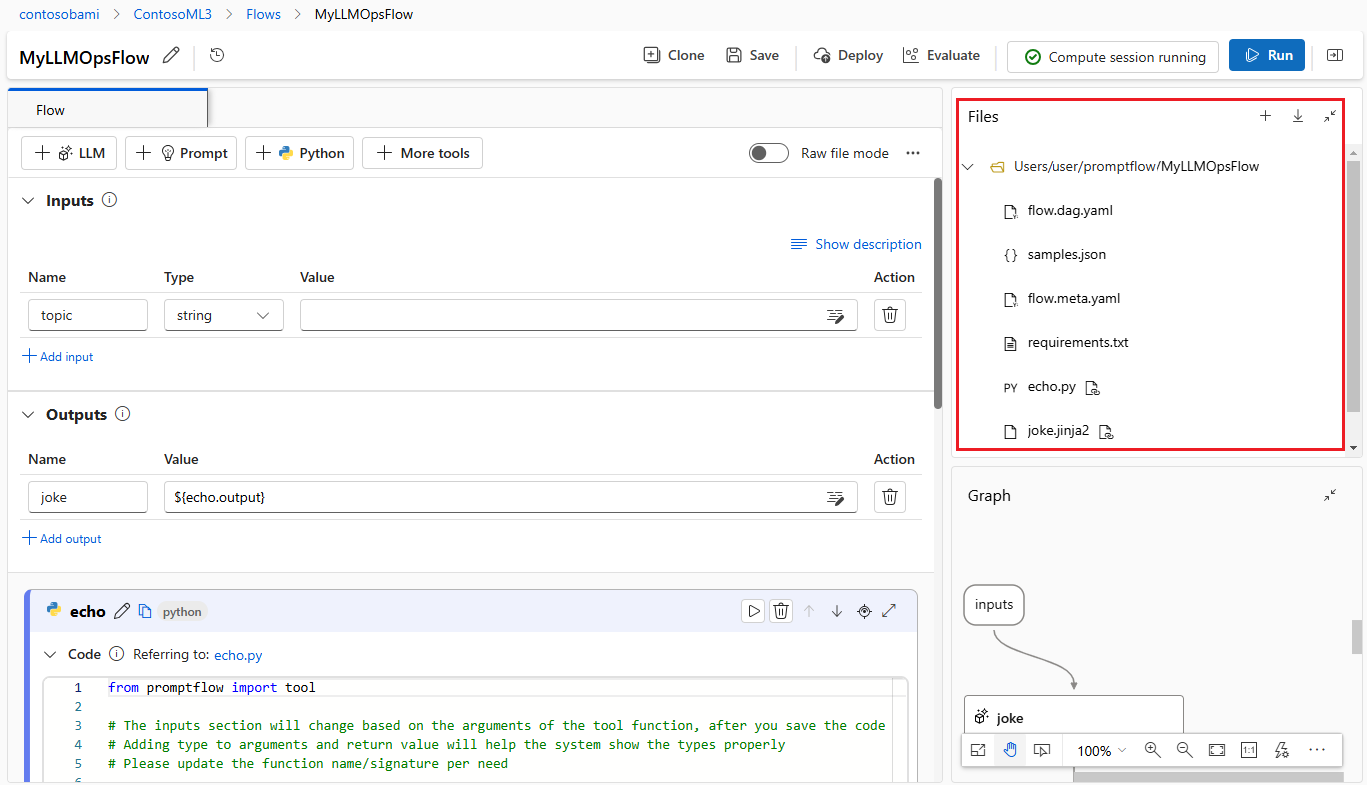 contosobami > ContosoML3 > Flows > MyLLMOpsFlow
MyLLMOpsFlow
Clone Save Deploy Evaluate Compute session running Run
Flow
LLM Prompt Python More tools
Raw file mode
Inputs
Show description
Name Type Value Action
topic string
Add input
Outputs
Name Value Action
joke ${echo.output}
Add output
echo python
Code Referring to: echo.py
1 from promptflow import tool
2
3 # The inputs section will change based on the arguments of the tool function, after you save the code
4 # Adding type to arguments and return value will help the system show the types properly
5 # Please update the function name/signature per need
Files
Users/user/promptflow/MyLLMOpsFlow
flow.dag.yaml
{} samples.json
flow.meta.yaml
requirements.txt
PY echo.py
joke.jinja2
Graph
inputs
joke
100% 1:1